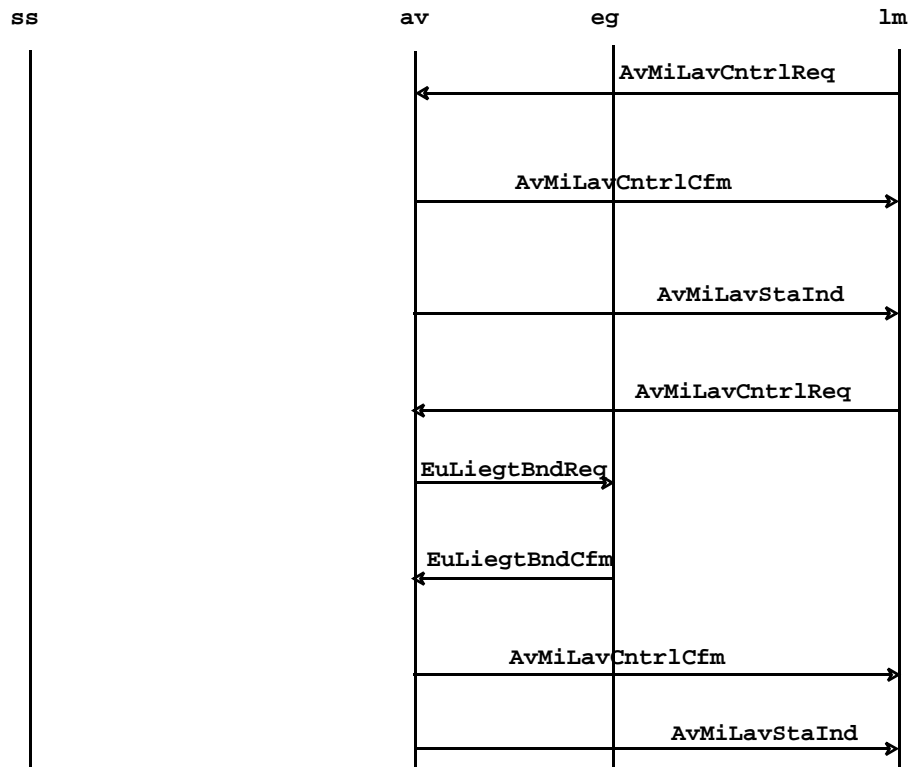 ss av eg lm
AvMiLavCntrlReq
AvMiLavCntrlCfm
AvMiLavStaInd
AvMiLavCntrlReq
EuLiegtBndReq
EuLiegtBndCfm
AvMiLavCntrlCfm
AvMiLavStaInd